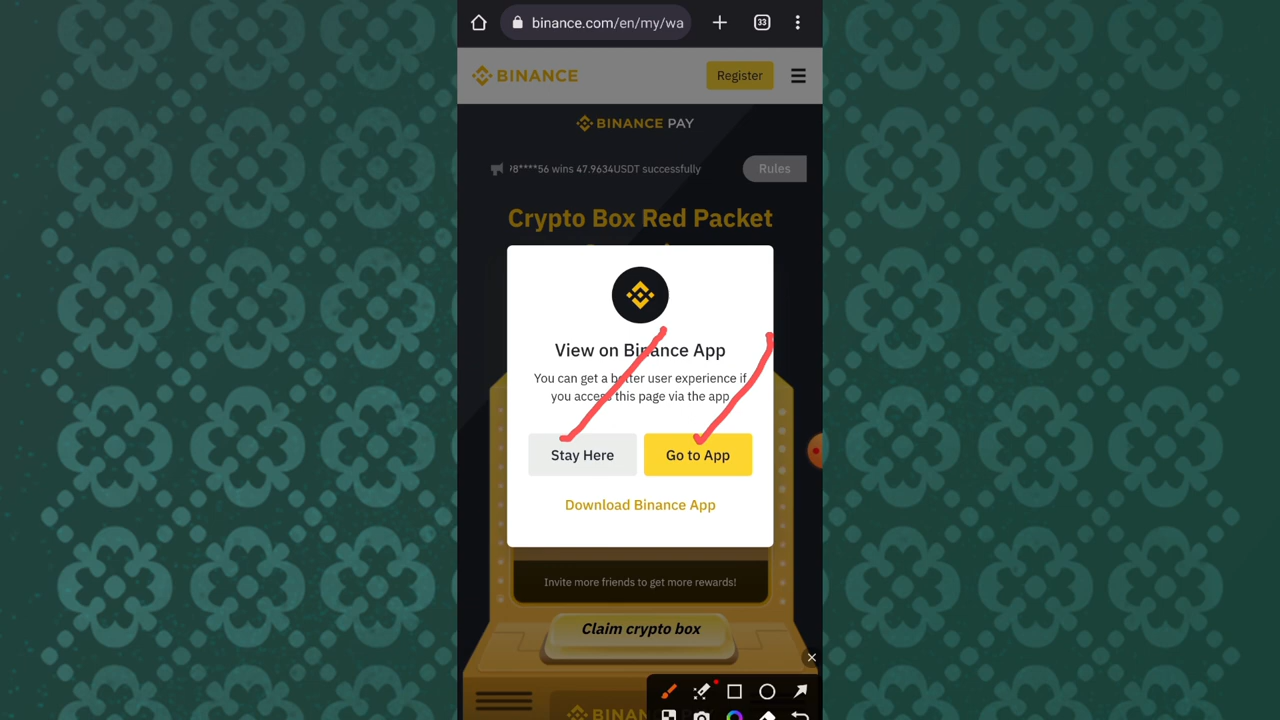 binance.com/en/my/wa
33
BINANCE
Register
BINANCE PAY
98****56 wins 47.9634USDT successfully
Rules
Crypto Box Red Packet
View on Binance App
You can get a better user experience if
you access this page via the app
Stay Here
Go to App
Download Binance App
Invite more friends to get more rewards!
Claim crypto box